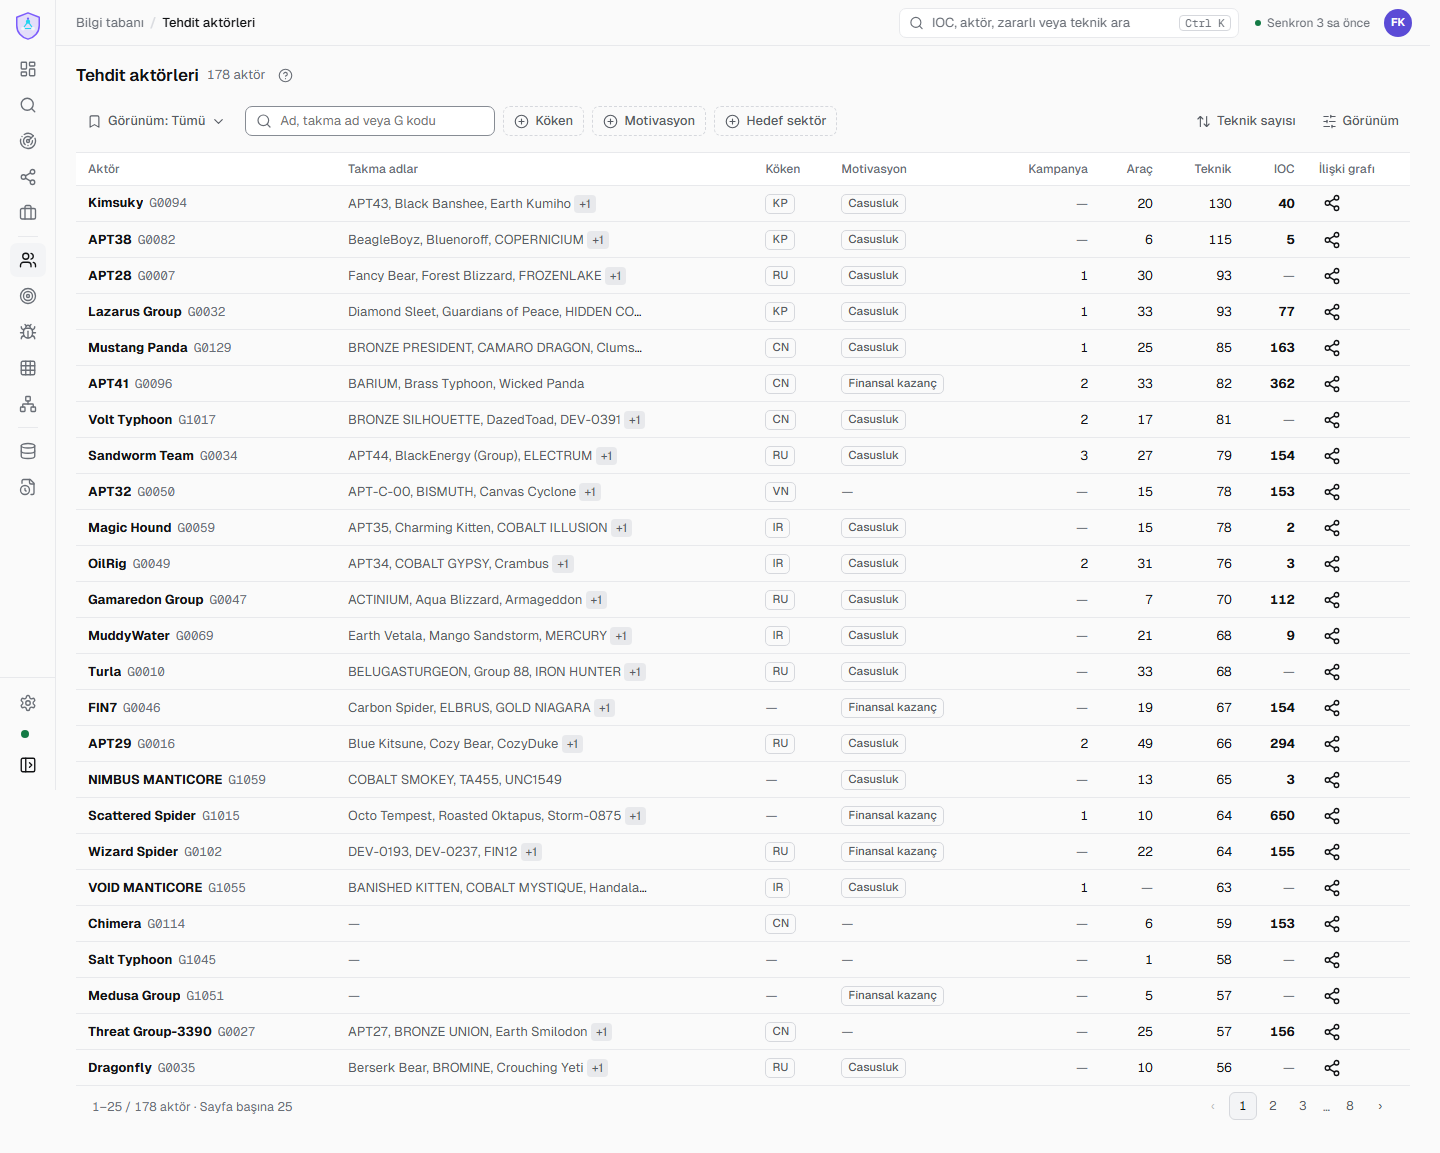 Bilgi tabanı / Tehdit aktörleri
IOC, aktör, zararlı veya teknik ara Ctrl K
Senkron 3 sa önce FK
Tehdit aktörleri 178 aktör
Görünüm: Tümü Ad, takma ad veya G kodu Köken Motivasyon Hedef sektör Teknik sayısı Görünüm
Aktör Takma adlar Köken Motivasyon Kampanya Araç Teknik IOC İlişki grafı
Kimsuky G0094 APT43, Black Banshee, Earth Kumiho +1 KP Casusluk — 20 130 40
APT38 G0082 BeagleBoyz, Bluenoroff, COPERNICIUM +1 KP Casusluk — 6 115 5
APT28 G0007 Fancy Bear, Forest Blizzard, FROZENLAKE +1 RU Casusluk 1 30 93 —
Lazarus Group G0032 Diamond Sleet, Guardians of Peace, HIDDEN CO… KP Casusluk 1 33 93 77
Mustang Panda G0129 BRONZE PRESIDENT, CAMARO DRAGON, Clums… CN Casusluk 1 25 85 163
APT41 G0096 BARIUM, Brass Typhoon, Wicked Panda CN Finansal kazanç 2 33 82 362
Volt Typhoon G1017 BRONZE SILHOUETTE, DazedToad, DEV-0391 +1 CN Casusluk 2 17 81 —
Sandworm Team G0034 APT44, BlackEnergy (Group), ELECTRUM +1 RU Casusluk 3 27 79 154
APT32 G0050 APT-C-00, BISMUTH, Canvas Cyclone +1 VN — — 15 78 153
Magic Hound G0059 APT35, Charming Kitten, COBALT ILLUSION +1 IR Casusluk — 15 78 2
OilRig G0049 APT34, COBALT GYPSY, Crambus +1 IR Casusluk 2 31 76 3
Gamaredon Group G0047 ACTINIUM, Aqua Blizzard, Armageddon +1 RU Casusluk — 7 70 112
MuddyWater G0069 Earth Vetala, Mango Sandstorm, MERCURY +1 IR Casusluk — 21 68 9
Turla G0010 BELUGASTURGEON, Group 88, IRON HUNTER +1 RU Casusluk — 33 68 —
FIN7 G0046 Carbon Spider, ELBRUS, GOLD NIAGARA +1 — Finansal kazanç — 19 67 154
APT29 G0016 Blue Kitsune, Cozy Bear, CozyDuke +1 RU Casusluk 2 49 66 294
NIMBUS MANTICORE G1059 COBALT SMOKEY, TA455, UNC1549 — Casusluk — 13 65 3
Scattered Spider G1015 Octo Tempest, Roasted 0ktapus, Storm-0875 +1 — Finansal kazanç 1 10 64 650
Wizard Spider G0102 DEV-0193, DEV-0237, FIN12 +1 RU Finansal kazanç — 22 64 155
VOID MANTICORE G1055 BANISHED KITTEN, COBALT MYSTIQUE, Handala… IR Casusluk 1 — 63 —
Chimera G0114 — CN — — 6 59 153
Salt Typhoon G1045 — — — — 1 58 —
Medusa Group G1051 — — Finansal kazanç — 5 57 —
Threat Group-3390 G0027 APT27, BRONZE UNION, Earth Smilodon +1 CN — — 25 57 156
Dragonfly G0035 Berserk Bear, BROMINE, Crouching Yeti +1 RU Casusluk — 10 56 —
1–25 / 178 aktör · Sayfa başına 25 ‹ 1 2 3 … 8 ›